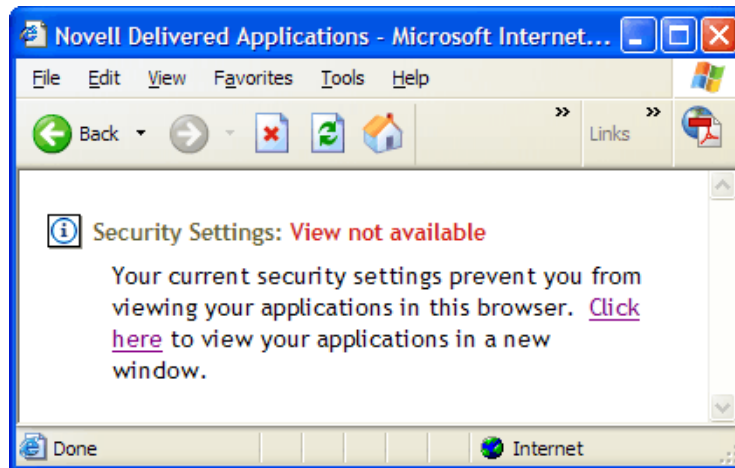 Novell Delivered Applications - Microsoft Internet...
File Edit View Favorites Tools Help
Back » Links »
Security Settings: View not available
Your current security settings prevent you from
viewing your applications in this browser. Click
here to view your applications in a new
window.
Done Internet